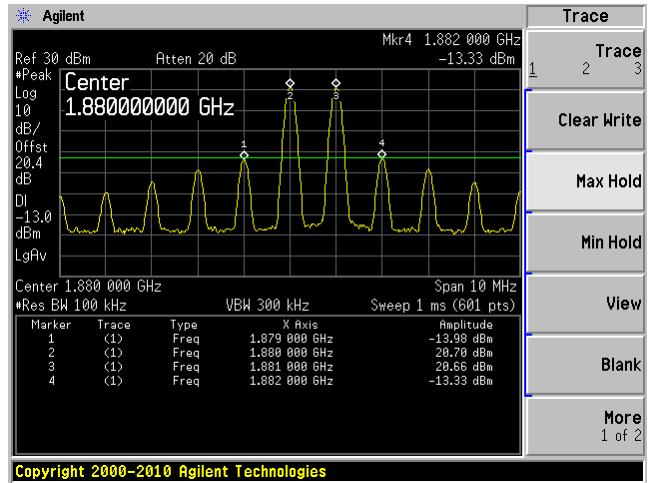 Agilent
Trace
Mkr4 1.882 000 GHz
Ref 30 dBm Atten 20 dB -13.33 dBm
#Peak
Log
10
dB/
Offst
20.4
dB
DI
-13.0
dBm
LgAv
Center
1.880000000 GHz
1
2
3
4
Center 1.880 000 GHz Span 10 MHz
#Res BW 100 kHz VBW 300 kHz Sweep 1 ms (601 pts)
Marker Trace Type X Axis Amplitude
1 (1) Freq 1.879 000 GHz -13.98 dBm
2 (1) Freq 1.880 000 GHz 20.70 dBm
3 (1) Freq 1.881 000 GHz 20.66 dBm
4 (1) Freq 1.882 000 GHz -13.33 dBm
Trace
1 2 3
Clear Write
Max Hold
Min Hold
View
Blank
More
1 of 2
Copyright 2000-2010 Agilent Technologies